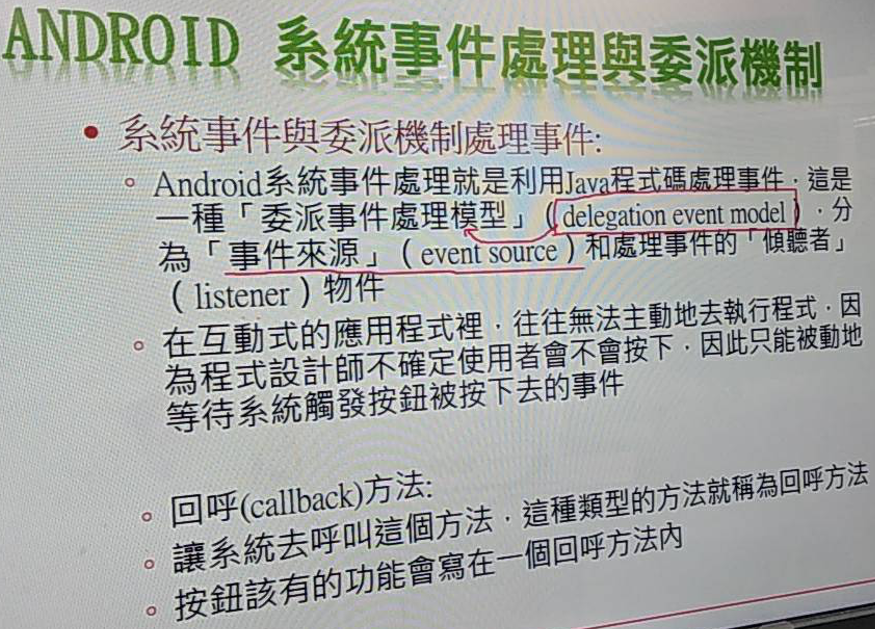 ANDROID 系統事件處理與委派機制
• 系統事件與委派機制處理事件:
◦ Android系統事件處理就是利用Java程式碼處理事件，這是
一種「委派事件處理模型」（delegation event model），分
為「事件來源」（event source）和處理事件的「傾聽者」
（listener）物件
◦ 在互動式的應用程式裡，往往無法主動地去執行程式，因
為程式設計師不確定使用者會不會按下，因此只能被動地
等待系統觸發按鈕被按下去的事件
◦ 回呼(callback)方法:
◦ 讓系統去呼叫這個方法，這種類型的方法就稱為回呼方法
◦ 按鈕該有的功能會寫在一個回呼方法內